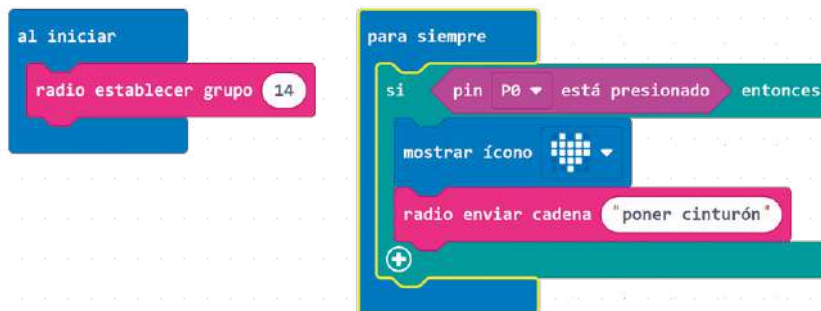 al iniciar
radio establecer grupo 14
para siempre
si pin P0 está presionado entonces
mostrar ícono
radio enviar cadena "poner cinturón"